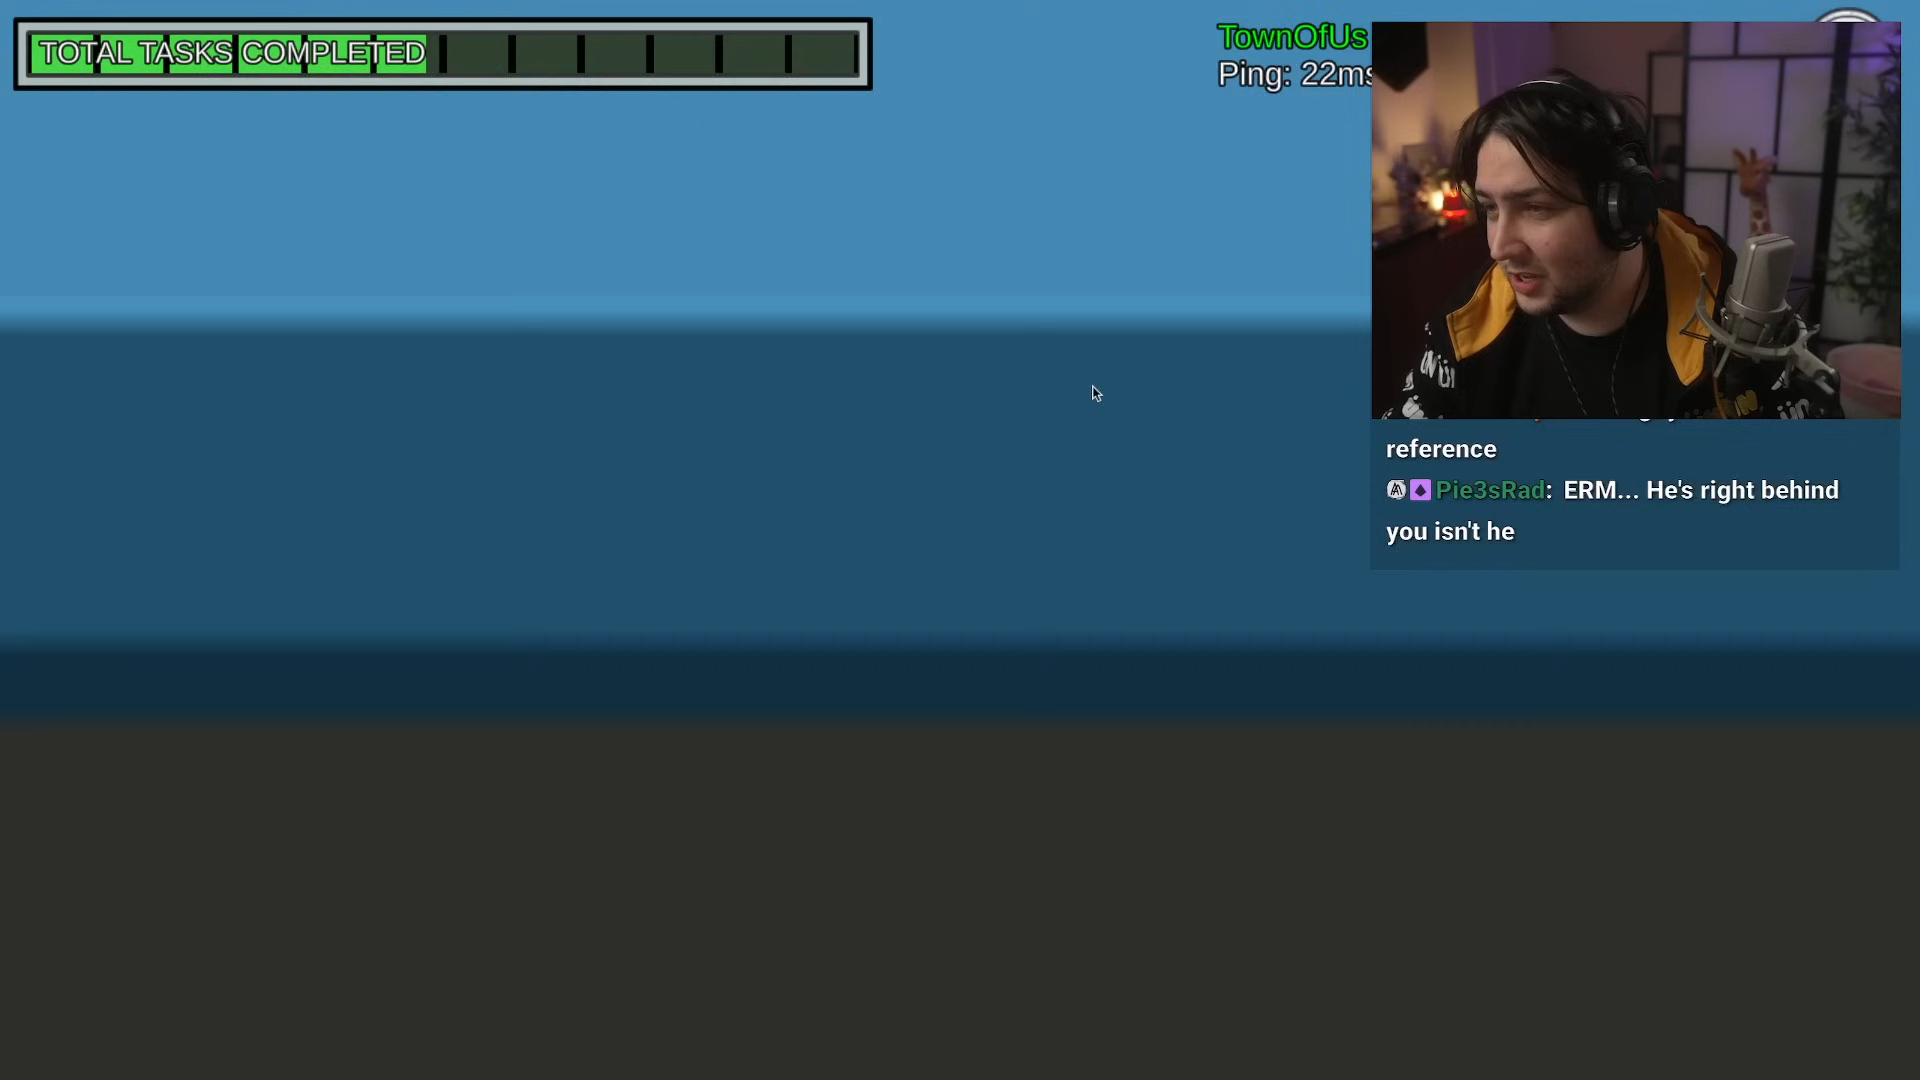 TOTAL TASKS COMPLETED
TownOfUs
Ping: 22ms
reference
Pie3sRad: ERM... He's right behind
you isn't he